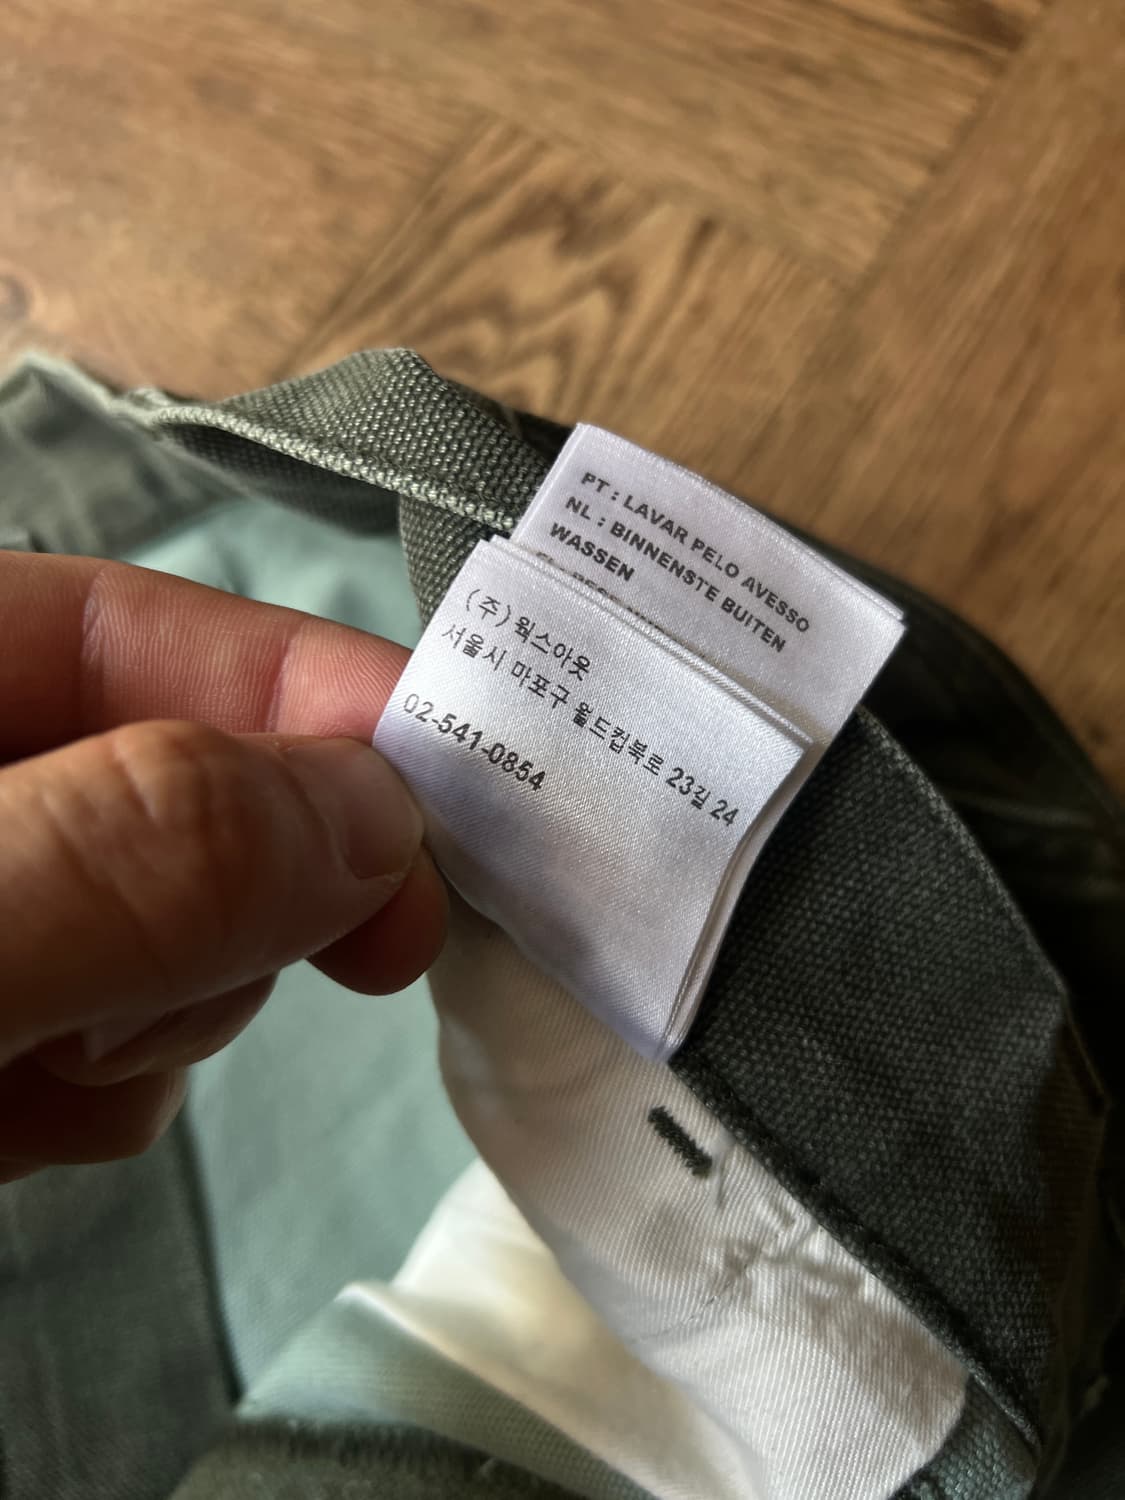 PT : LAVAR PELO AVESSO
NL : BINNENSTE BUITEN
WASSEN
(주)웍스아웃
서울시 마포구 월드컵북로 23길 24
02-541-0854